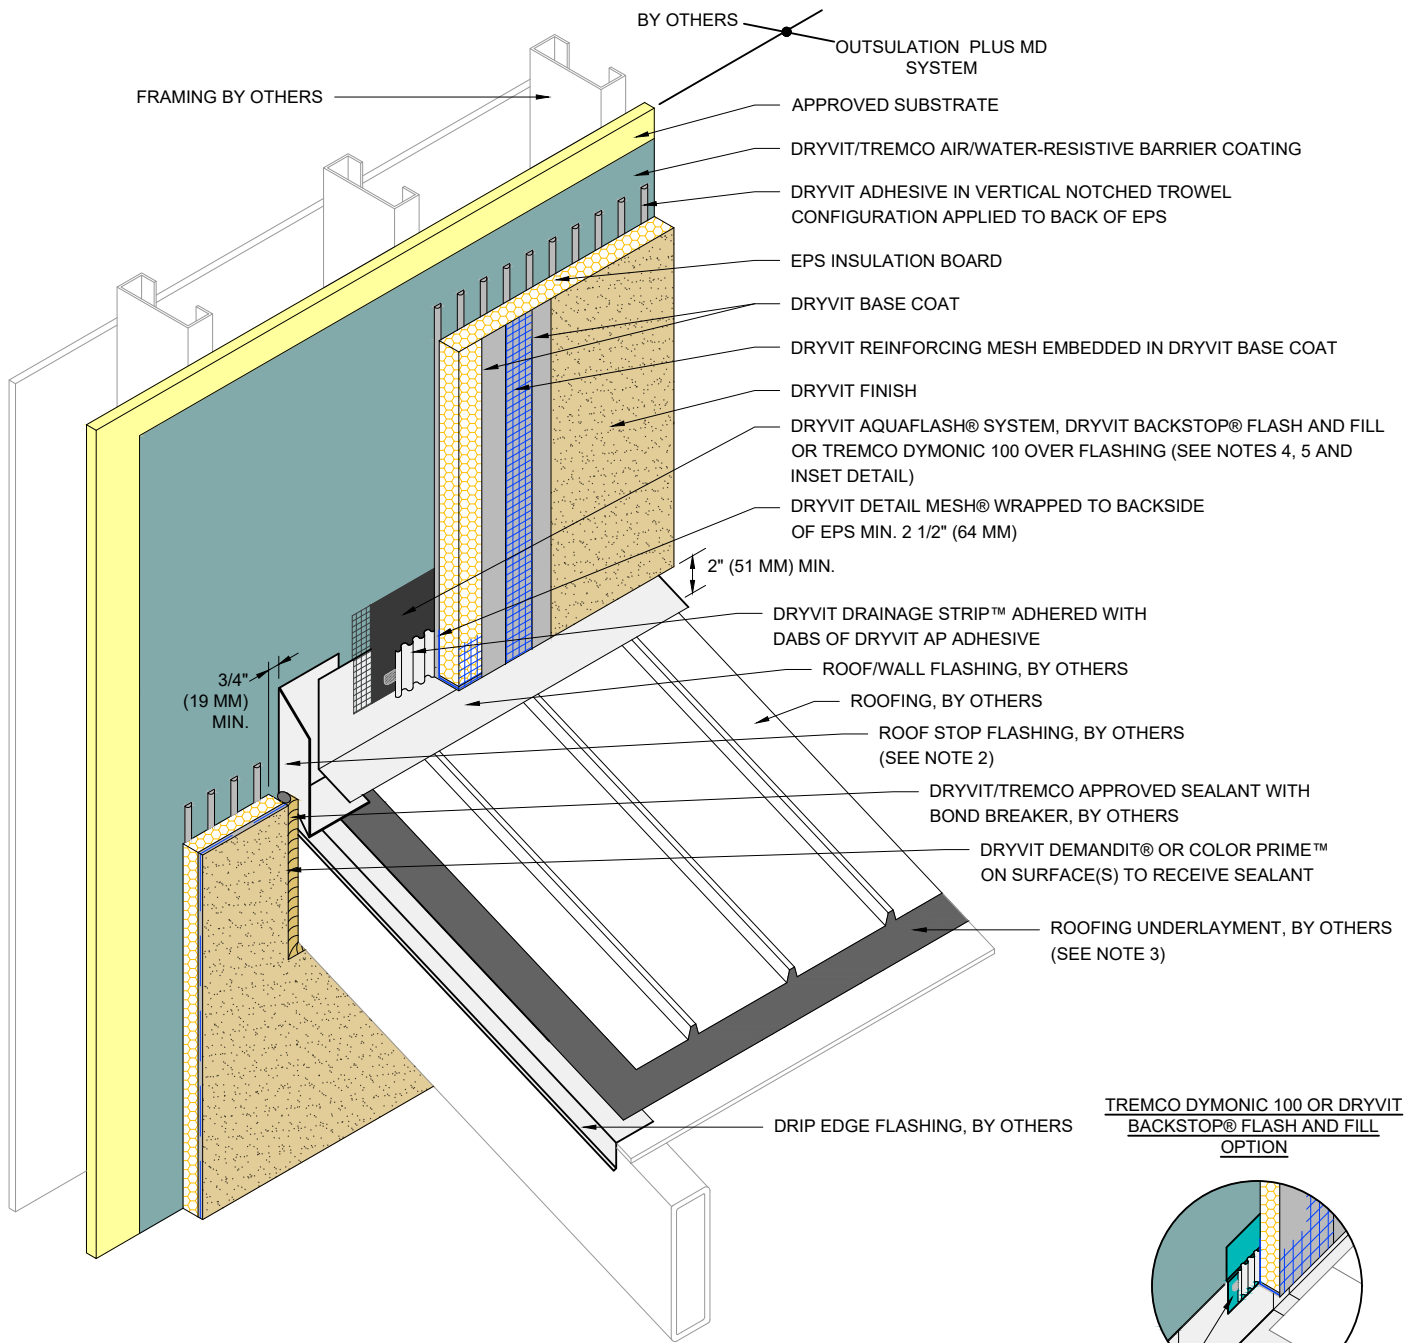 BY OTHERS
OUTSULATION PLUS MD
SYSTEM
FRAMING BY OTHERS
APPROVED SUBSTRATE
DRYVIT/TREMCO AIR/WATER-RESISTIVE BARRIER COATING
DRYVIT ADHESIVE IN VERTICAL NOTCHED TROWEL
CONFIGURATION APPLIED TO BACK OF EPS
EPS INSULATION BOARD
DRYVIT BASE COAT
DRYVIT REINFORCING MESH EMBEDDED IN DRYVIT BASE COAT
DRYVIT FINISH
DRYVIT AQUAFLASH® SYSTEM, DRYVIT BACKSTOP® FLASH AND FILL
OR TREMCO DYMONIC 100 OVER FLASHING (SEE NOTES 4, 5 AND
INSET DETAIL)
DRYVIT DETAIL MESH® WRAPPED TO BACKSIDE
OF EPS MIN. 2 1/2" (64 MM)
2" (51 MM) MIN.
DRYVIT DRAINAGE STRIP™ ADHERED WITH
DABS OF DRYVIT AP ADHESIVE
ROOF/WALL FLASHING, BY OTHERS
3/4"
(19 MM)
MIN.
ROOFING, BY OTHERS
ROOF STOP FLASHING, BY OTHERS
(SEE NOTE 2)
DRYVIT/TREMCO APPROVED SEALANT WITH
BOND BREAKER, BY OTHERS
DRYVIT DEMANDIT® OR COLOR PRIME™
ON SURFACE(S) TO RECEIVE SEALANT
ROOFING UNDERLAYMENT, BY OTHERS
(SEE NOTE 3)
DRIP EDGE FLASHING, BY OTHERS
TREMCO DYMONIC 100 OR DRYVIT
BACKSTOP® FLASH AND FILL
OPTION